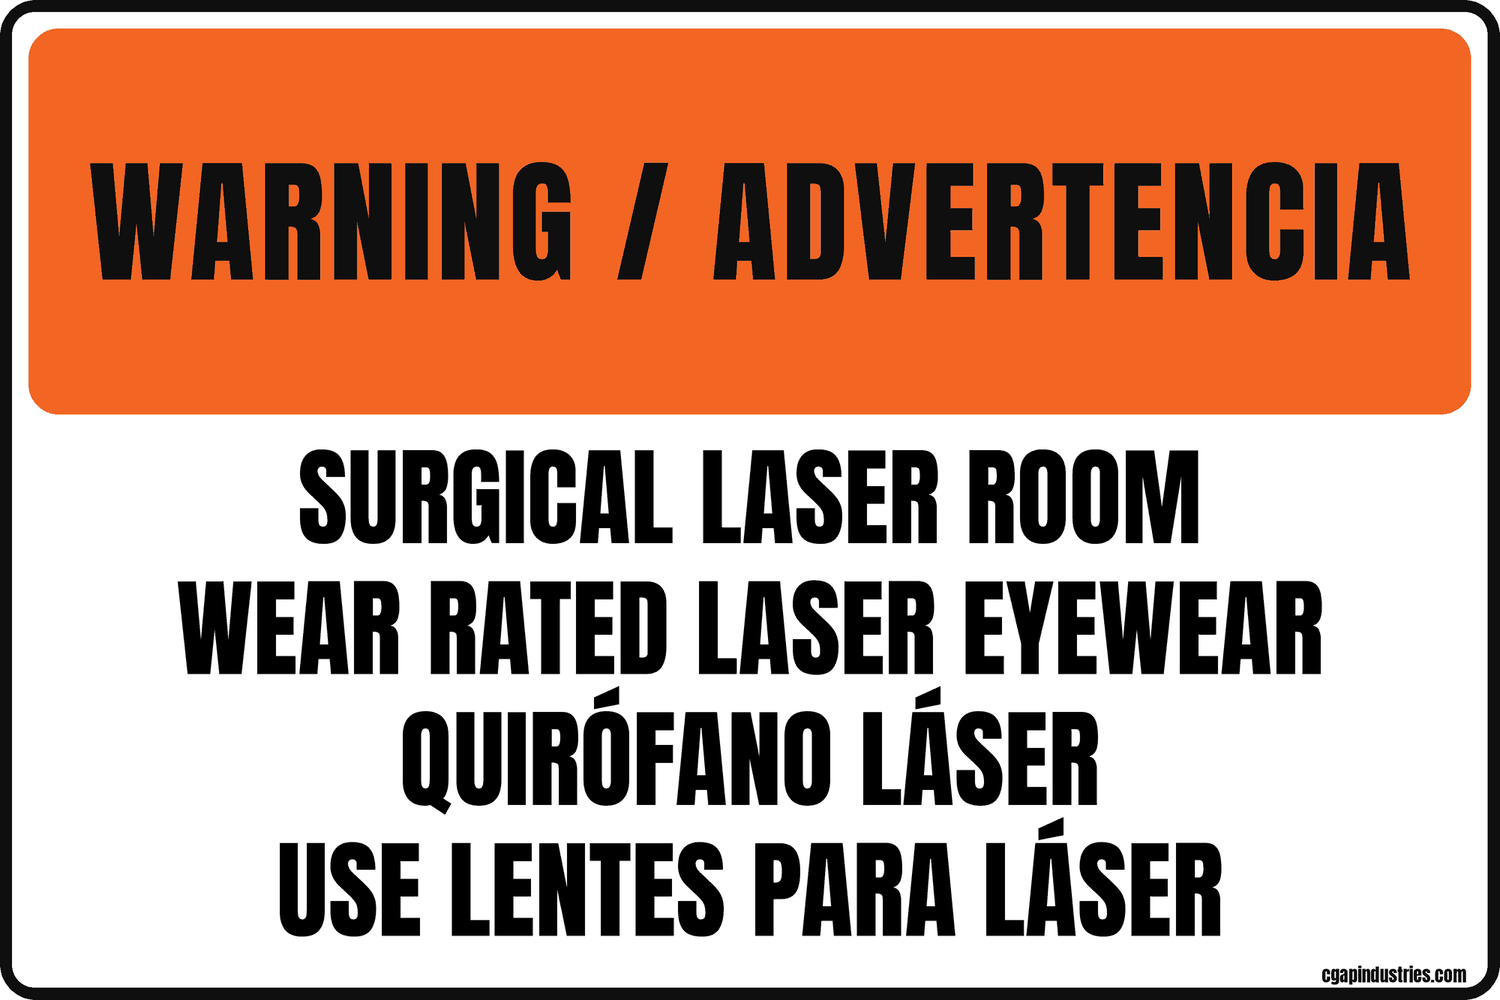 WARNING / ADVERTENCIA
SURGICAL LASER ROOM
WEAR RATED LASER EYEWEAR
QUIRÓFANO LÁSER
USE LENTES PARA LÁSER
cgapindustries.com